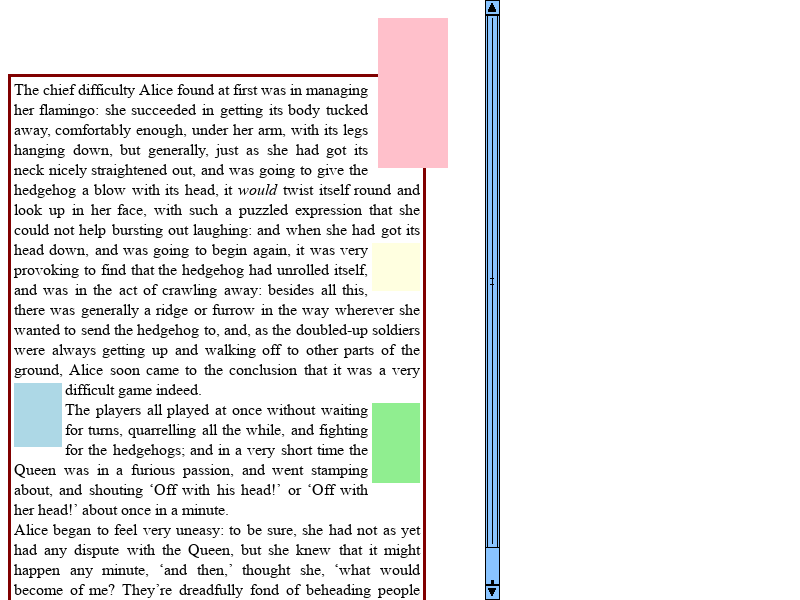 The chief difficulty Alice found at first was in managing
her flamingo: she succeeded in getting its body tucked
away, comfortably enough, under her arm, with its legs
hanging down, but generally, just as she had got its
neck nicely straightened out, and was going to give the
hedgehog a blow with its head, it would twist itself round and
look up in her face, with such a puzzled expression that she
could not help bursting out laughing: and when she had got its
head down, and was going to begin again, it was very
provoking to find that the hedgehog had unrolled itself,
and was in the act of crawling away: besides all this,
there was generally a ridge or furrow in the way wherever she
wanted to send the hedgehog to, and, as the doubled-up soldiers
were always getting up and walking off to other parts of the
ground, Alice soon came to the conclusion that it was a very
difficult game indeed.
The players all played at once without waiting
for turns, quarrelling all the while, and fighting
for the hedgehogs; and in a very short time the
Queen was in a furious passion, and went stamping
about, and shouting ‘Off with his head!’ or ‘Off with
her head!’ about once in a minute.
Alice began to feel very uneasy: to be sure, she had not as yet
had any dispute with the Queen, but she knew that it might
happen any minute, ‘and then,’ thought she, ‘what would
become of me? They’re dreadfully fond of beheading people